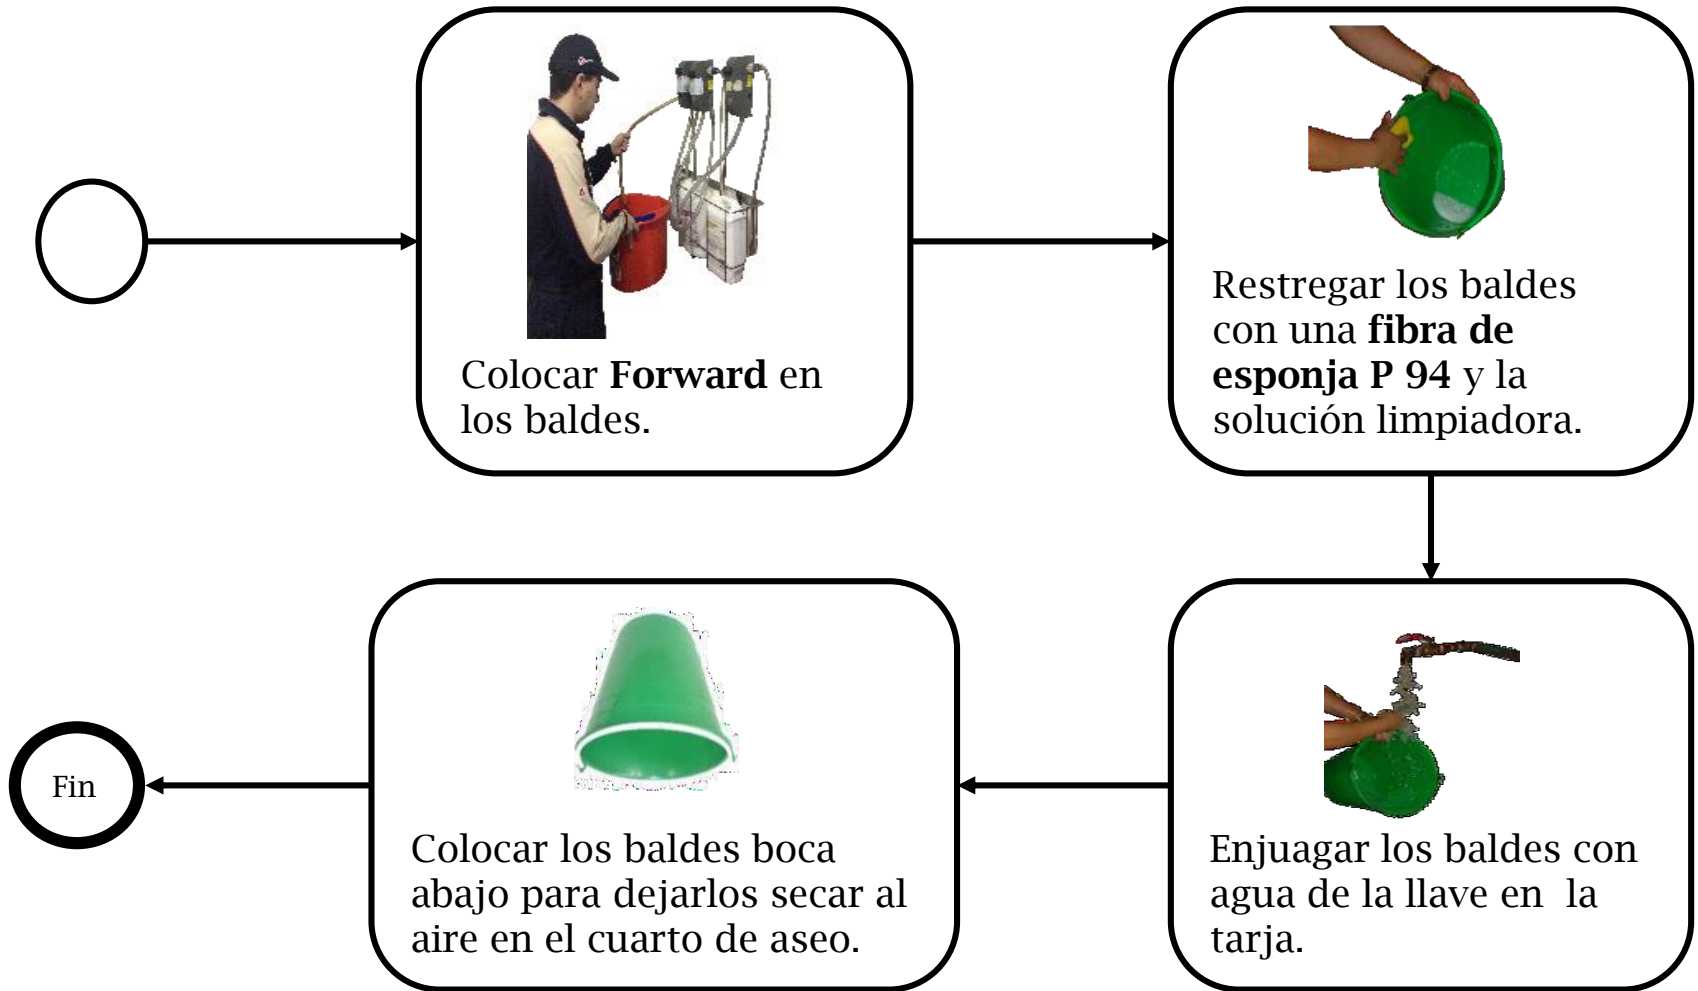 Colocar Forward en
los baldes.
Restregar los baldes
con una fibra de
esponja P 94 y la
solución limpiadora.
Enjuagar los baldes con
agua de la llave en  la
tarja.
Colocar los baldes boca
abajo para dejarlos secar al
aire en el cuarto de aseo.
Fin